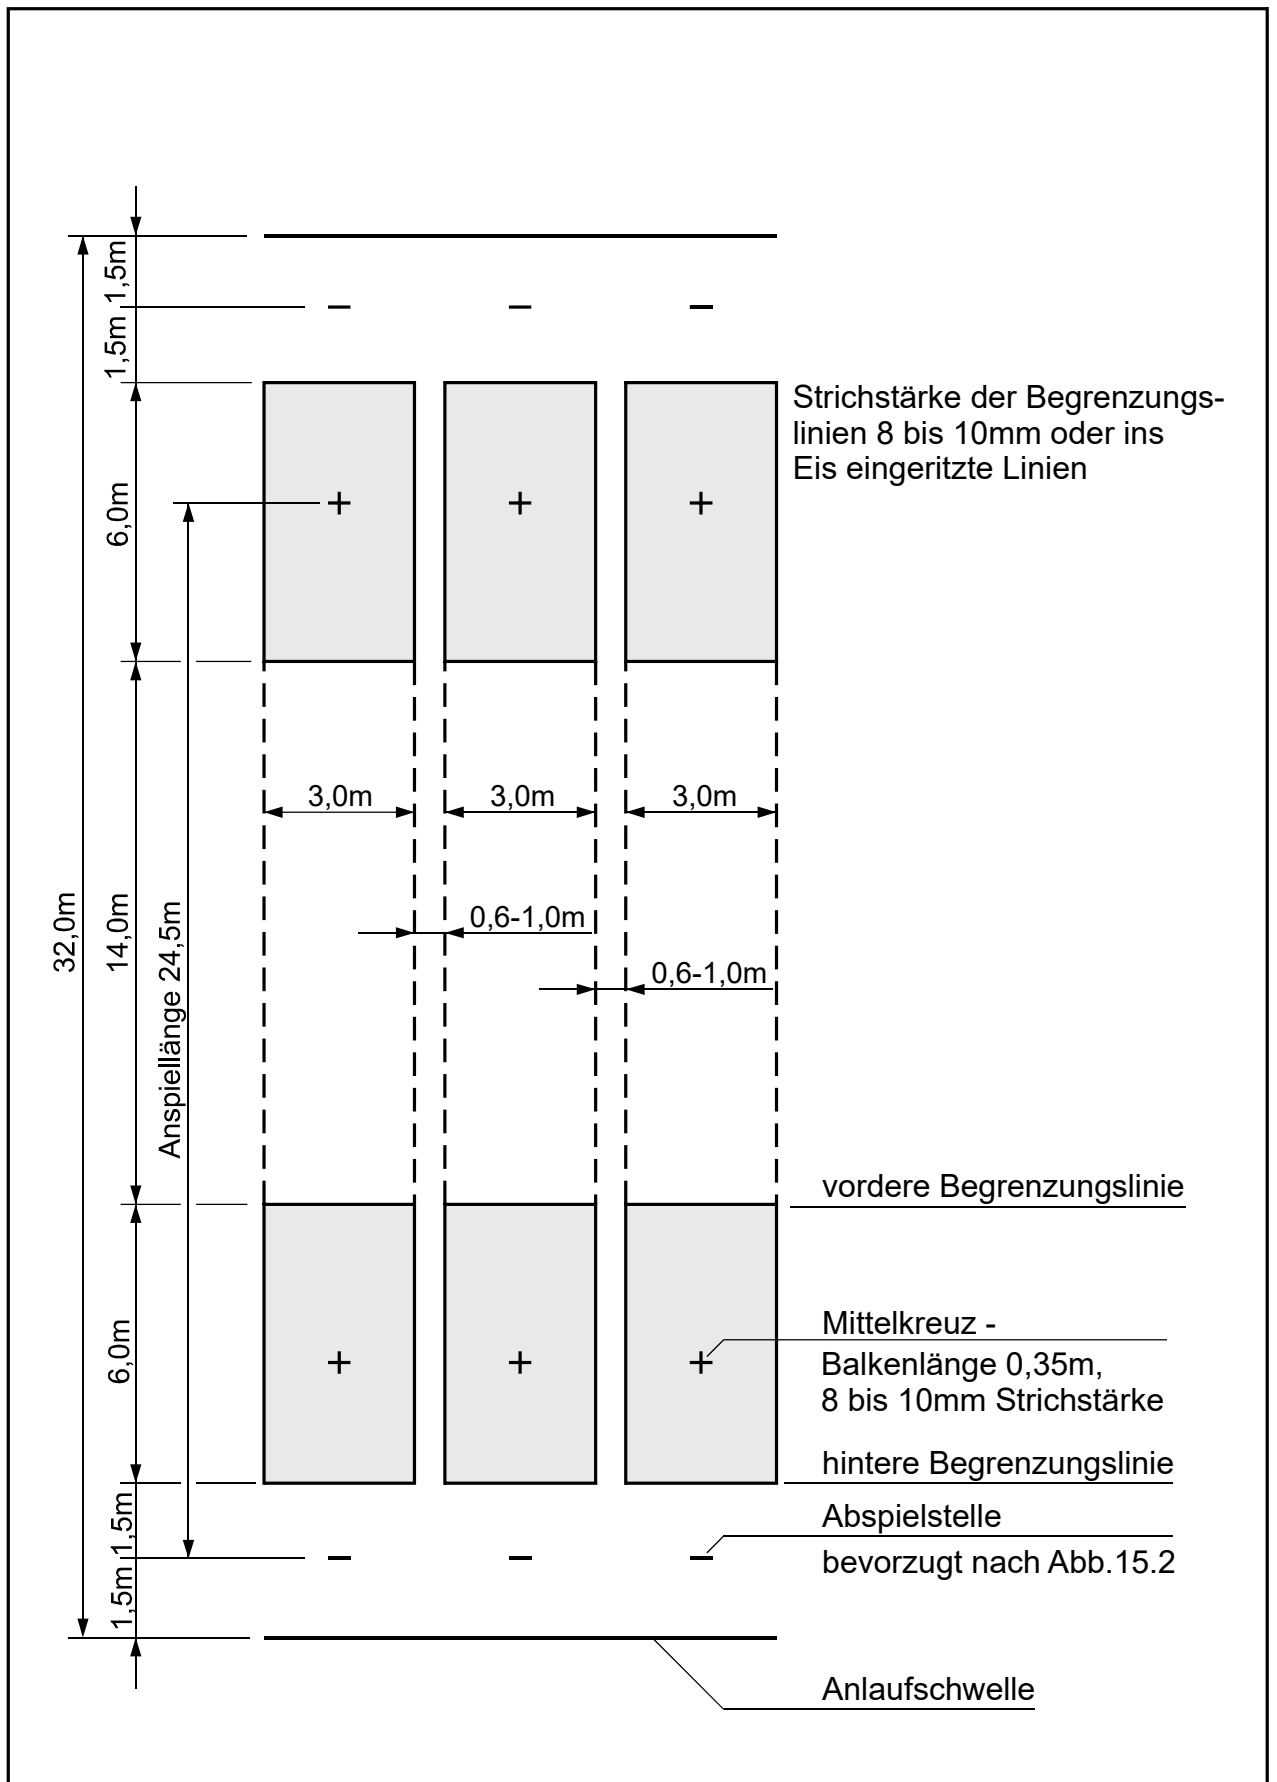 1,5m
1,5m
Strichstärke der Begrenzungs-
linien 8 bis 10mm oder ins
Eis eingeritzte Linien
6,0m
3,0m
3,0m
3,0m
0,6-1,0m
0,6-1,0m
32,0m
14,0m
Anspiellänge 24,5m
vordere Begrenzungslinie
6,0m
Mittelkreuz -
Balkenlänge 0,35m,
8 bis 10mm Strichstärke
hintere Begrenzungslinie
1,5m
Abspielstelle
bevorzugt nach Abb.15.2
1,5m
Anlaufschwelle